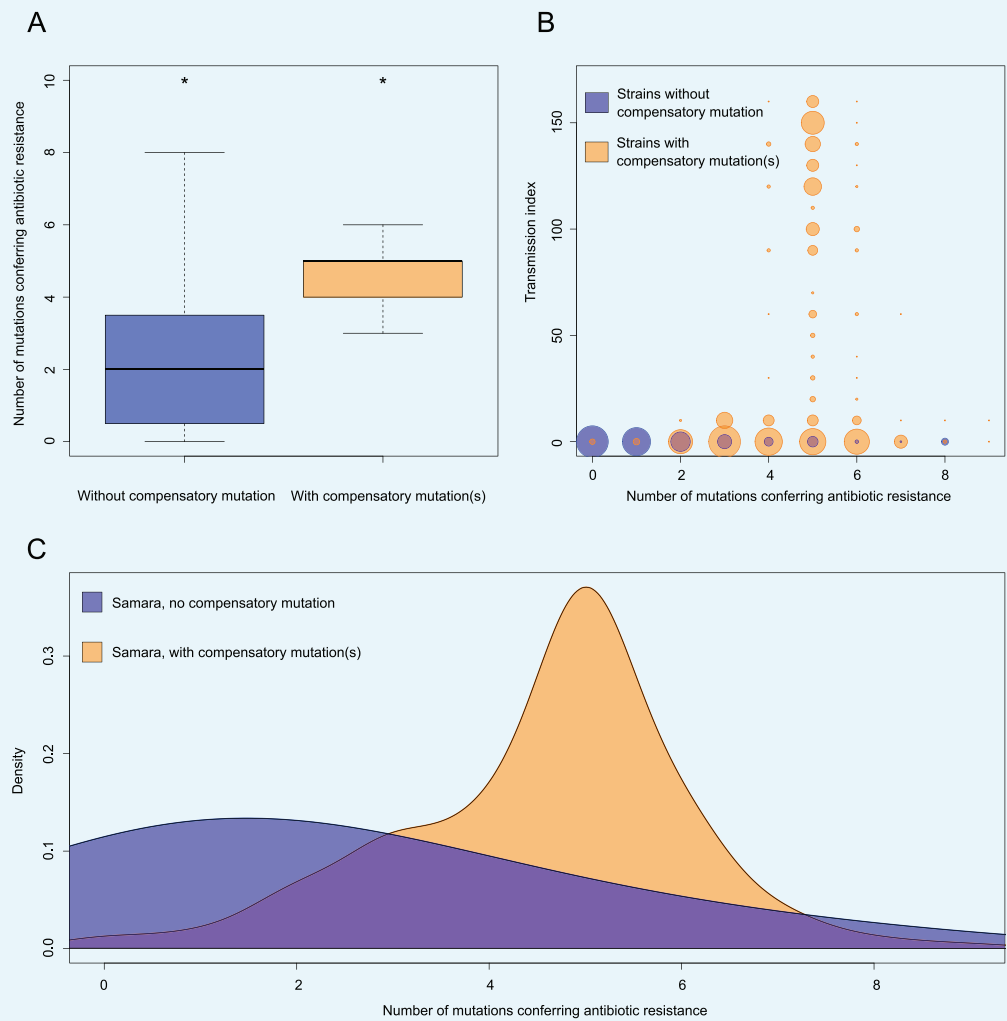 A
Number of mutations conferring antibiotic resistance
10
8
6
4
2
0
*
*
Without compensatory mutation
With compensatory mutation(s)
B
Transmission index
150
100
50
0
Strains without
compensatory mutation
Strains with
compensatory mutation(s)
0
2
4
6
8
Number of mutations conferring antibiotic resistance
C
Density
0.3
0.2
0.1
0.0
Samara, no compensatory mutation
Samara, with compensatory mutation(s)
0
2
4
6
8
Number of mutations conferring antibiotic resistance